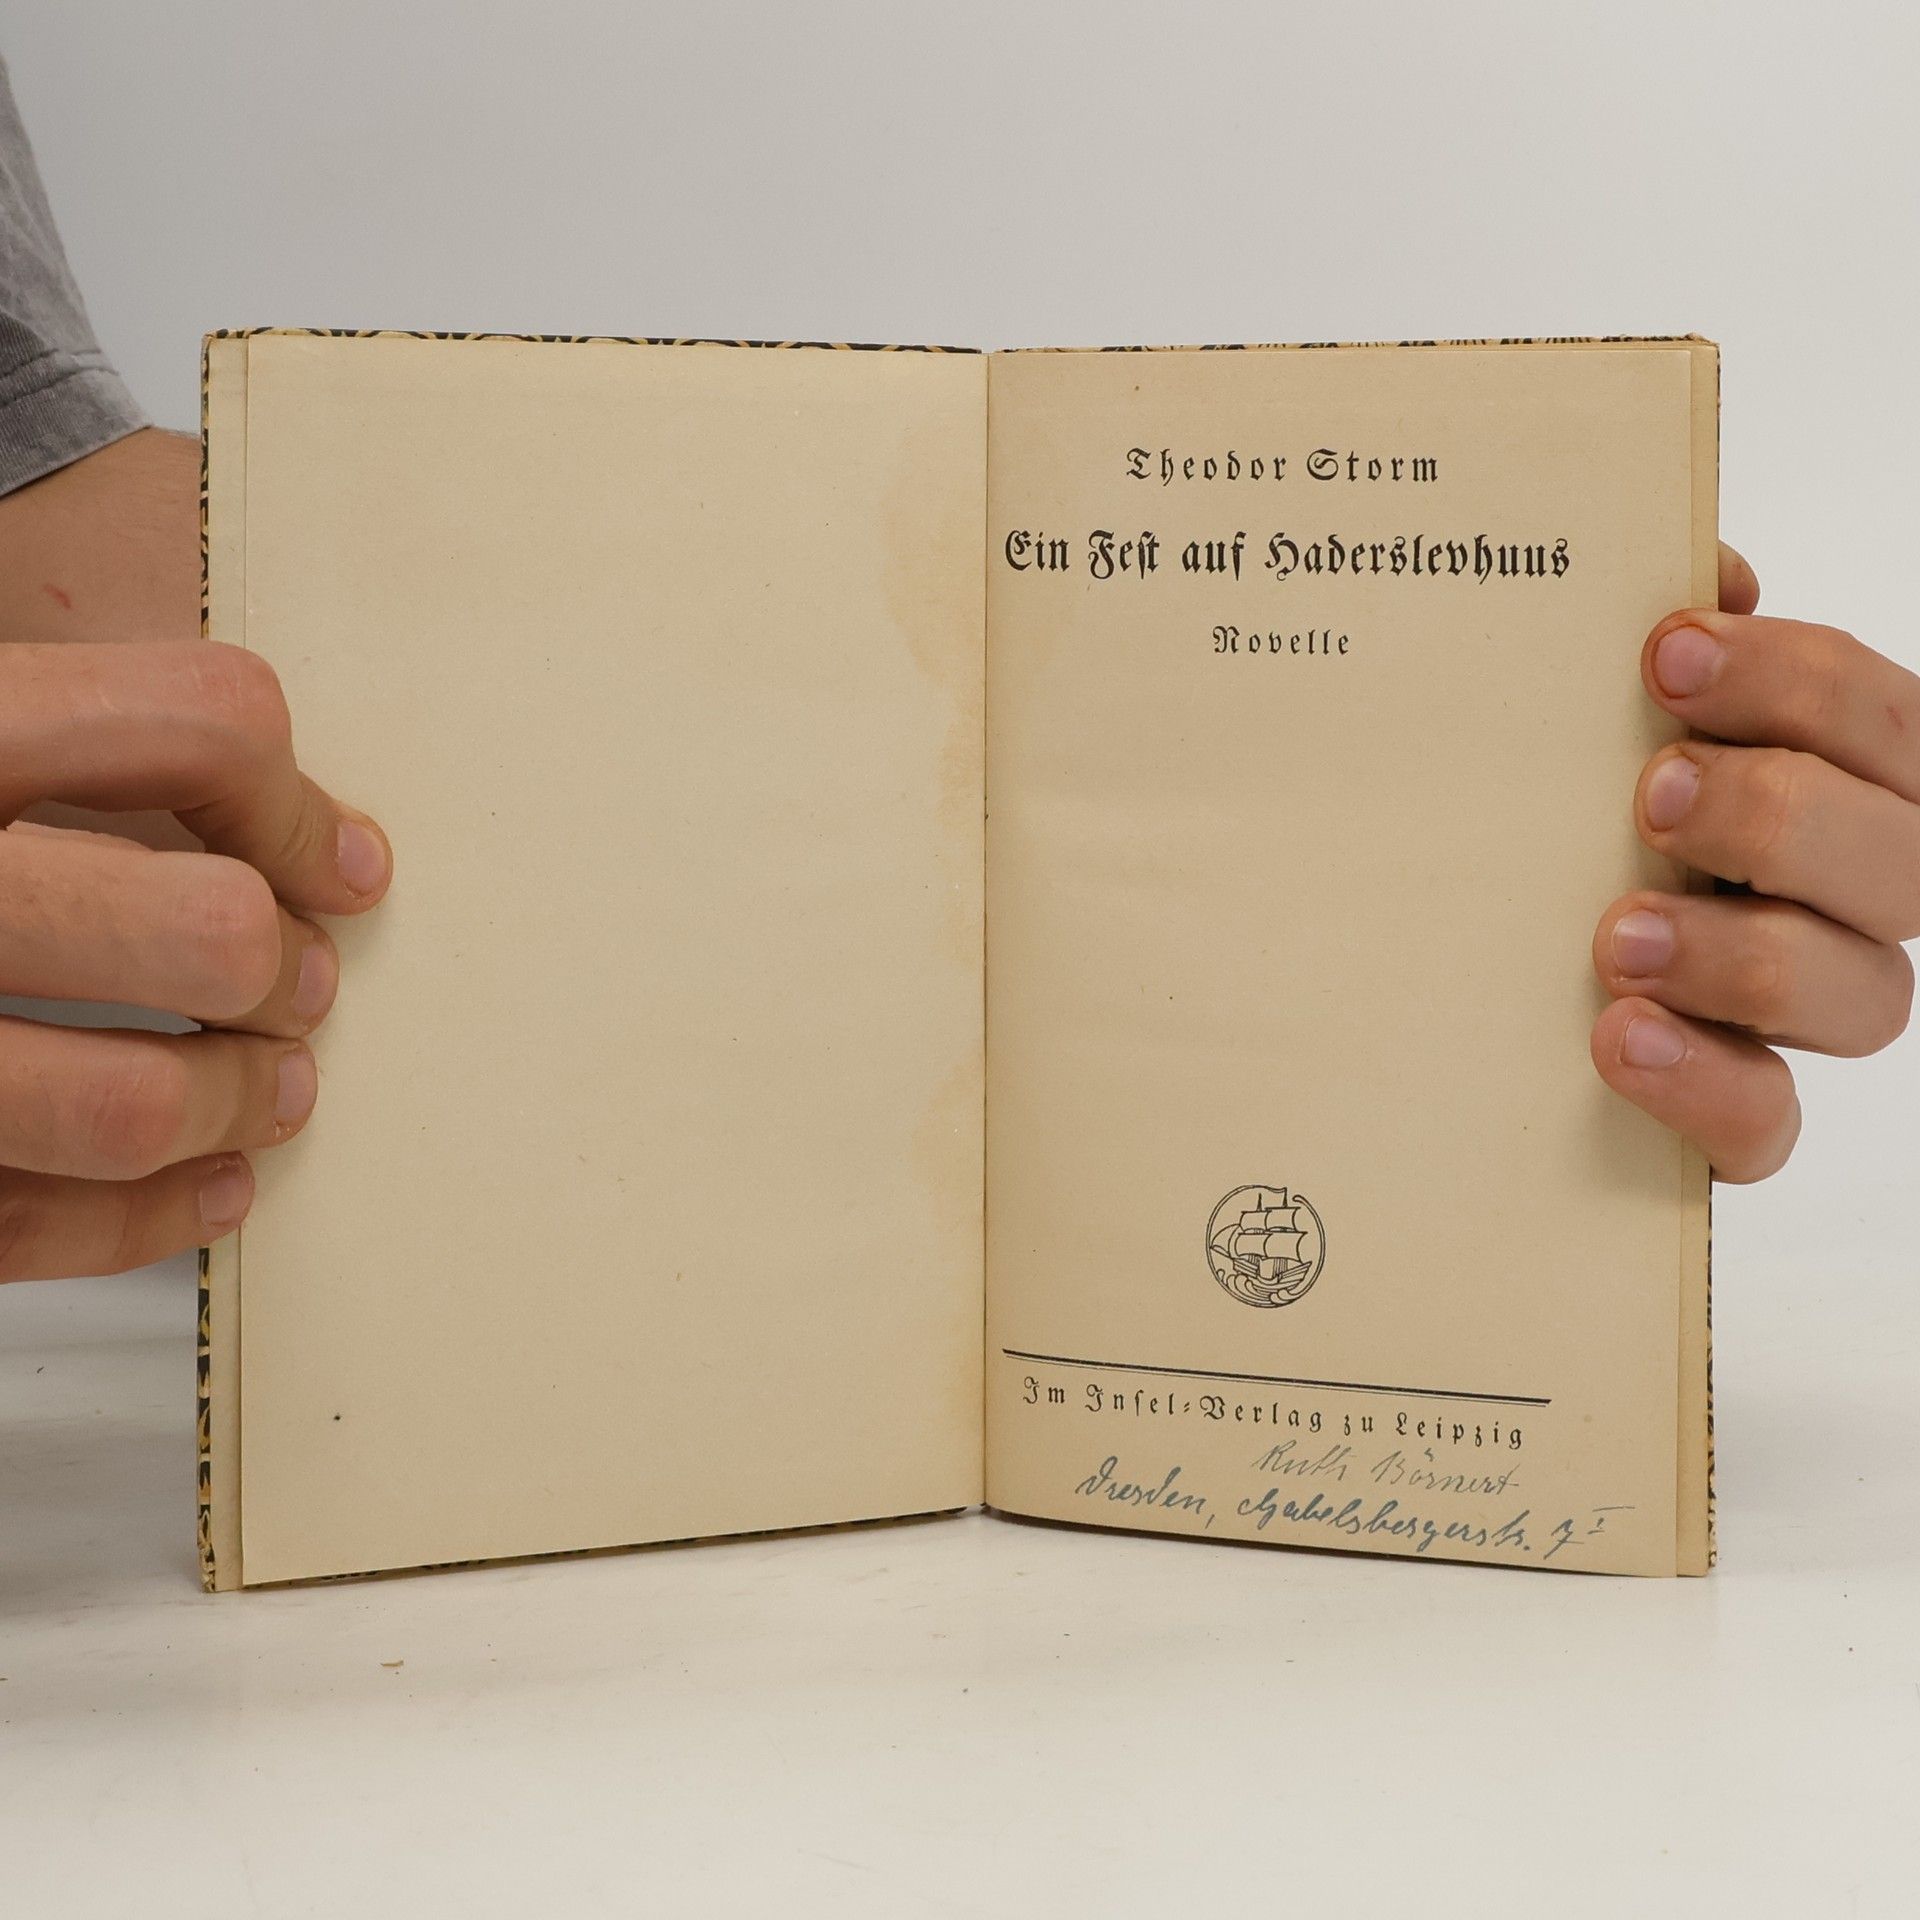 Theodor Storm
Ein Fest auf Haderslevhuus
Novelle
Im Insel-Verlag zu Leipzig
Ruth Börnert
Dresden, Gabelsbergerstr. 7 I